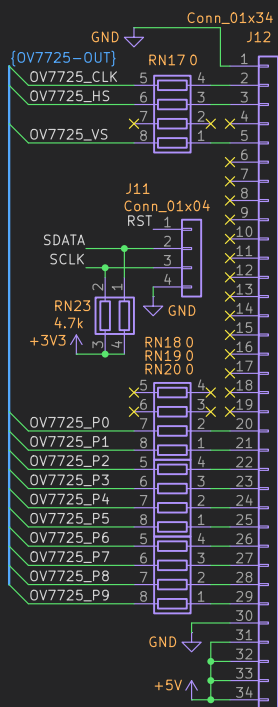 Conn_01x34
GND J12
{OV7725-OUT} RN17 0 1
OV7725_CLK 5 4 2
OV7725_HS 6 3 3
7 2 4
OV7725_VS 8 1 5
6
7
J11 8
Conn_01x04 9
RST 1 10
SDATA 2 11
SCLK 3 12
2 1 4 13
RN23 GND 14
4.7k 15
+3V3 3 4 16
RN18 0
RN19 0 17
RN20 0
5 4 18
6 3 19
OV7725_P0 7 2 20
OV7725_P1 8 1 21
OV7725_P2 5 4 22
OV7725_P3 6 3 23
OV7725_P4 7 2 24
OV7725_P5 8 1 25
OV7725_P6 5 4 26
OV7725_P7 6 3 27
OV7725_P8 7 2 28
OV7725_P9 8 1 29
30
GND 31
32
+5V 33
34